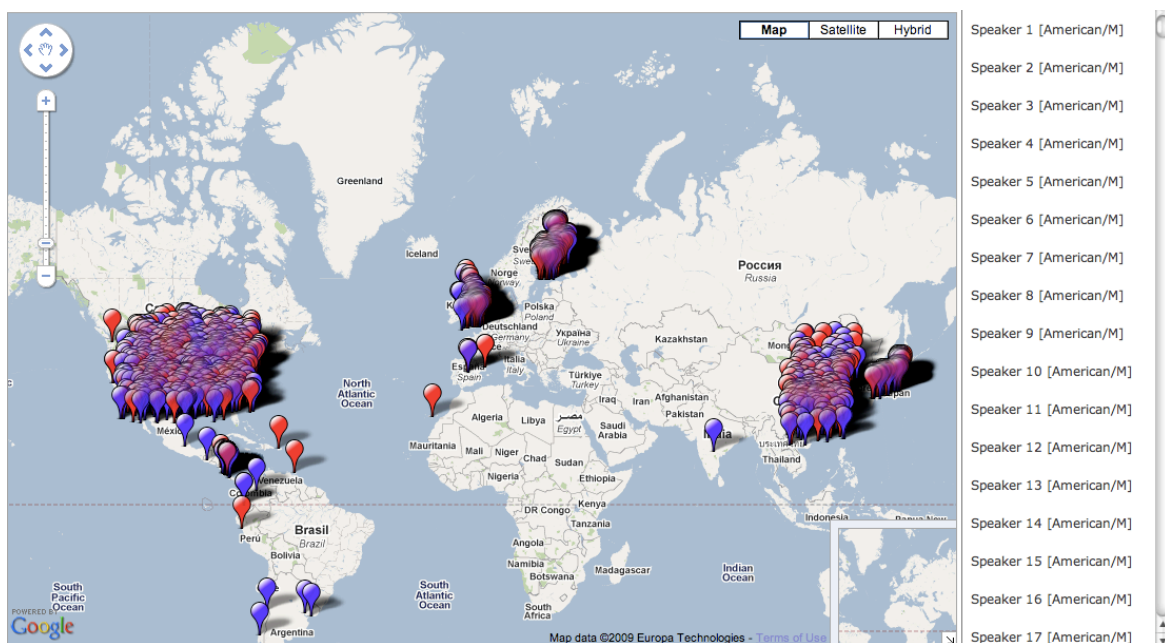 Map
Satellite
Hybrid
Greenland
Iceland
Norge
Norway
Polska
Poland
Deutschland
Germany
Україна
Ukraine
Россия
Russia
Kazakhstan
Italia
Italy
Spain
Türkiye
Turkey
North
Atlantic
Ocean
Iraq
Iran
Afghanistan
Pakistan
Algeria
Libya
مصر
Egypt
Saudi
Arabia
Mauritania
Mali
Niger
Chad
Sudan
Nigeria
Ethiopia
Thailand
Venezuela
DR Congo
Kenya
Tanzania
Indonesia
Perú
Brasil
Brazil
Bolivia
Angola
Namibia
Botswana
Madagascar
South
Africa
South
Pacific
Ocean
South
Atlantic
Ocean
Indian
Ocean
Argentina
POWERED BY
Google
Map data ©2009 Europa Technologies - Terms of Use
Speaker 1 [American/M]
Speaker 2 [American/M]
Speaker 3 [American/M]
Speaker 4 [American/M]
Speaker 5 [American/M]
Speaker 6 [American/M]
Speaker 7 [American/M]
Speaker 8 [American/M]
Speaker 9 [American/M]
Speaker 10 [American/M]
Speaker 11 [American/M]
Speaker 12 [American/M]
Speaker 13 [American/M]
Speaker 14 [American/M]
Speaker 15 [American/M]
Speaker 16 [American/M]
Speaker 17 [American/M]